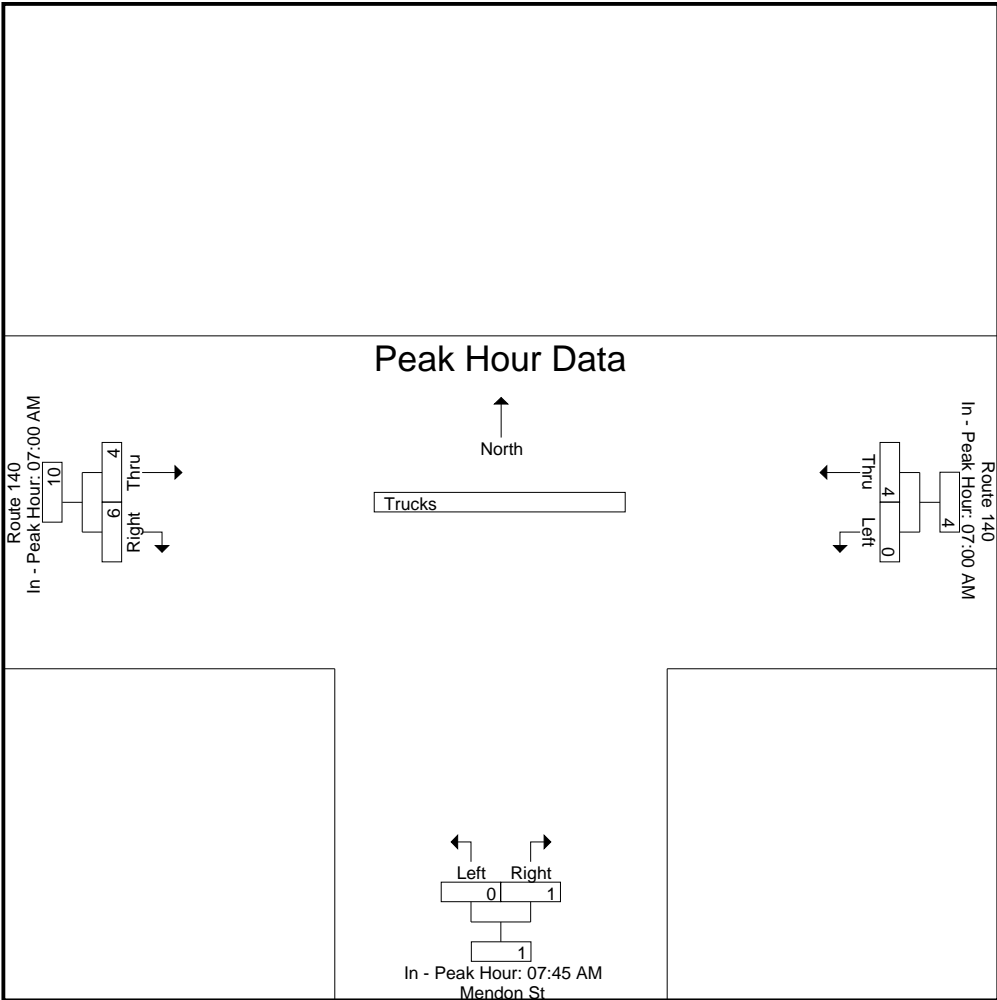 Peak Hour Data
North
Trucks
Route 140
In - Peak Hour: 07:00 AM
10
4
6
Thru
Right
Route 140
In - Peak Hour: 07:00 AM
4
4
0
Thru
Left
Left Right
0 1
1
In - Peak Hour: 07:45 AM
Mendon St